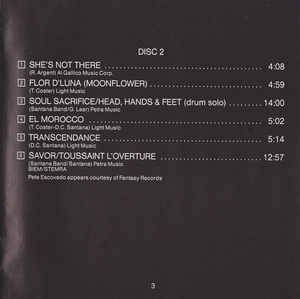 DISC 2
1 SHE'S NOT THERE 4:08
(R. Argent) Al Gallico Music Corp.
2 FLOR D'LUNA (MOONFLOWER) 4:59
(T. Coster) Light Music
3 SOUL SACRIFICE/HEAD, HANDS & FEET (drum solo) 14:00
(Santana Band/G. Lear) Petra Music
4 EL MOROCCO 5:02
(T. Coster-D.C. Santana) Light Music
5 TRANSCENDANCE 5:14
(D.C. Santana) Light Music
6 SAVOR/TOUSSAINT L'OVERTURE 12:57
(Santana Band/Santana) Petra Music
BIEM/STEMRA
Pete Escovedo appears courtesy of Fantasy Records
3